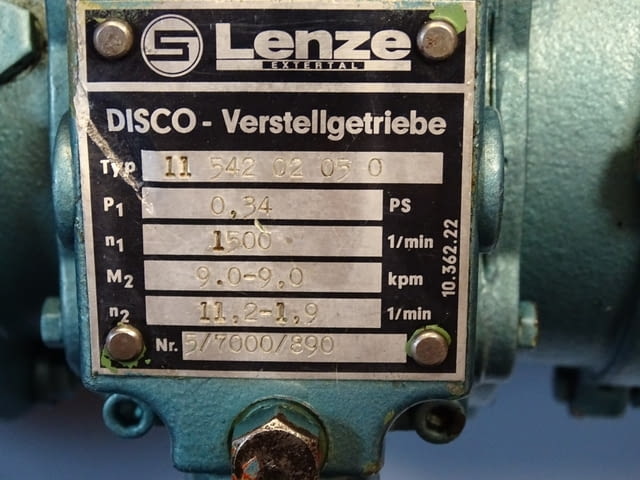 Lenze
EXTERTAL
DISCO - Verstellgetriebe
Typ 11 542 02 05 0
P1 0,34 PS
n1 1500 1/min
M2 9.0-9,0 kpm
n2 11,2-1,9 1/min
Nr. 5/7000/890
10.362.22